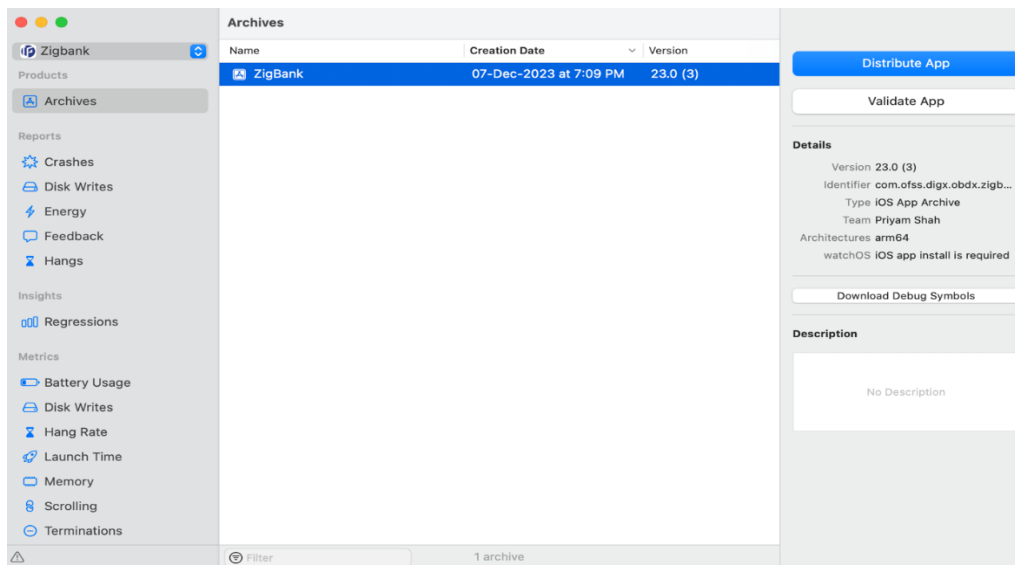 Zigbank
Products
Archives
Reports
Crashes
Disk Writes
Energy
Feedback
Hangs
Insights
Regressions
Metrics
Battery Usage
Disk Writes
Hang Rate
Launch Time
Memory
Scrolling
Terminations
Archives
Name Creation Date Version
ZigBank 07-Dec-2023 at 7:09 PM 23.0 (3)
Filter 1 archive
Distribute App
Validate App
Details
Version 23.0 (3)
Identifier com.ofss.digx.obdx.zigb...
Type iOS App Archive
Team Priyam Shah
Architectures arm64
watchOS iOS app install is required
Download Debug Symbols
Description
No Description